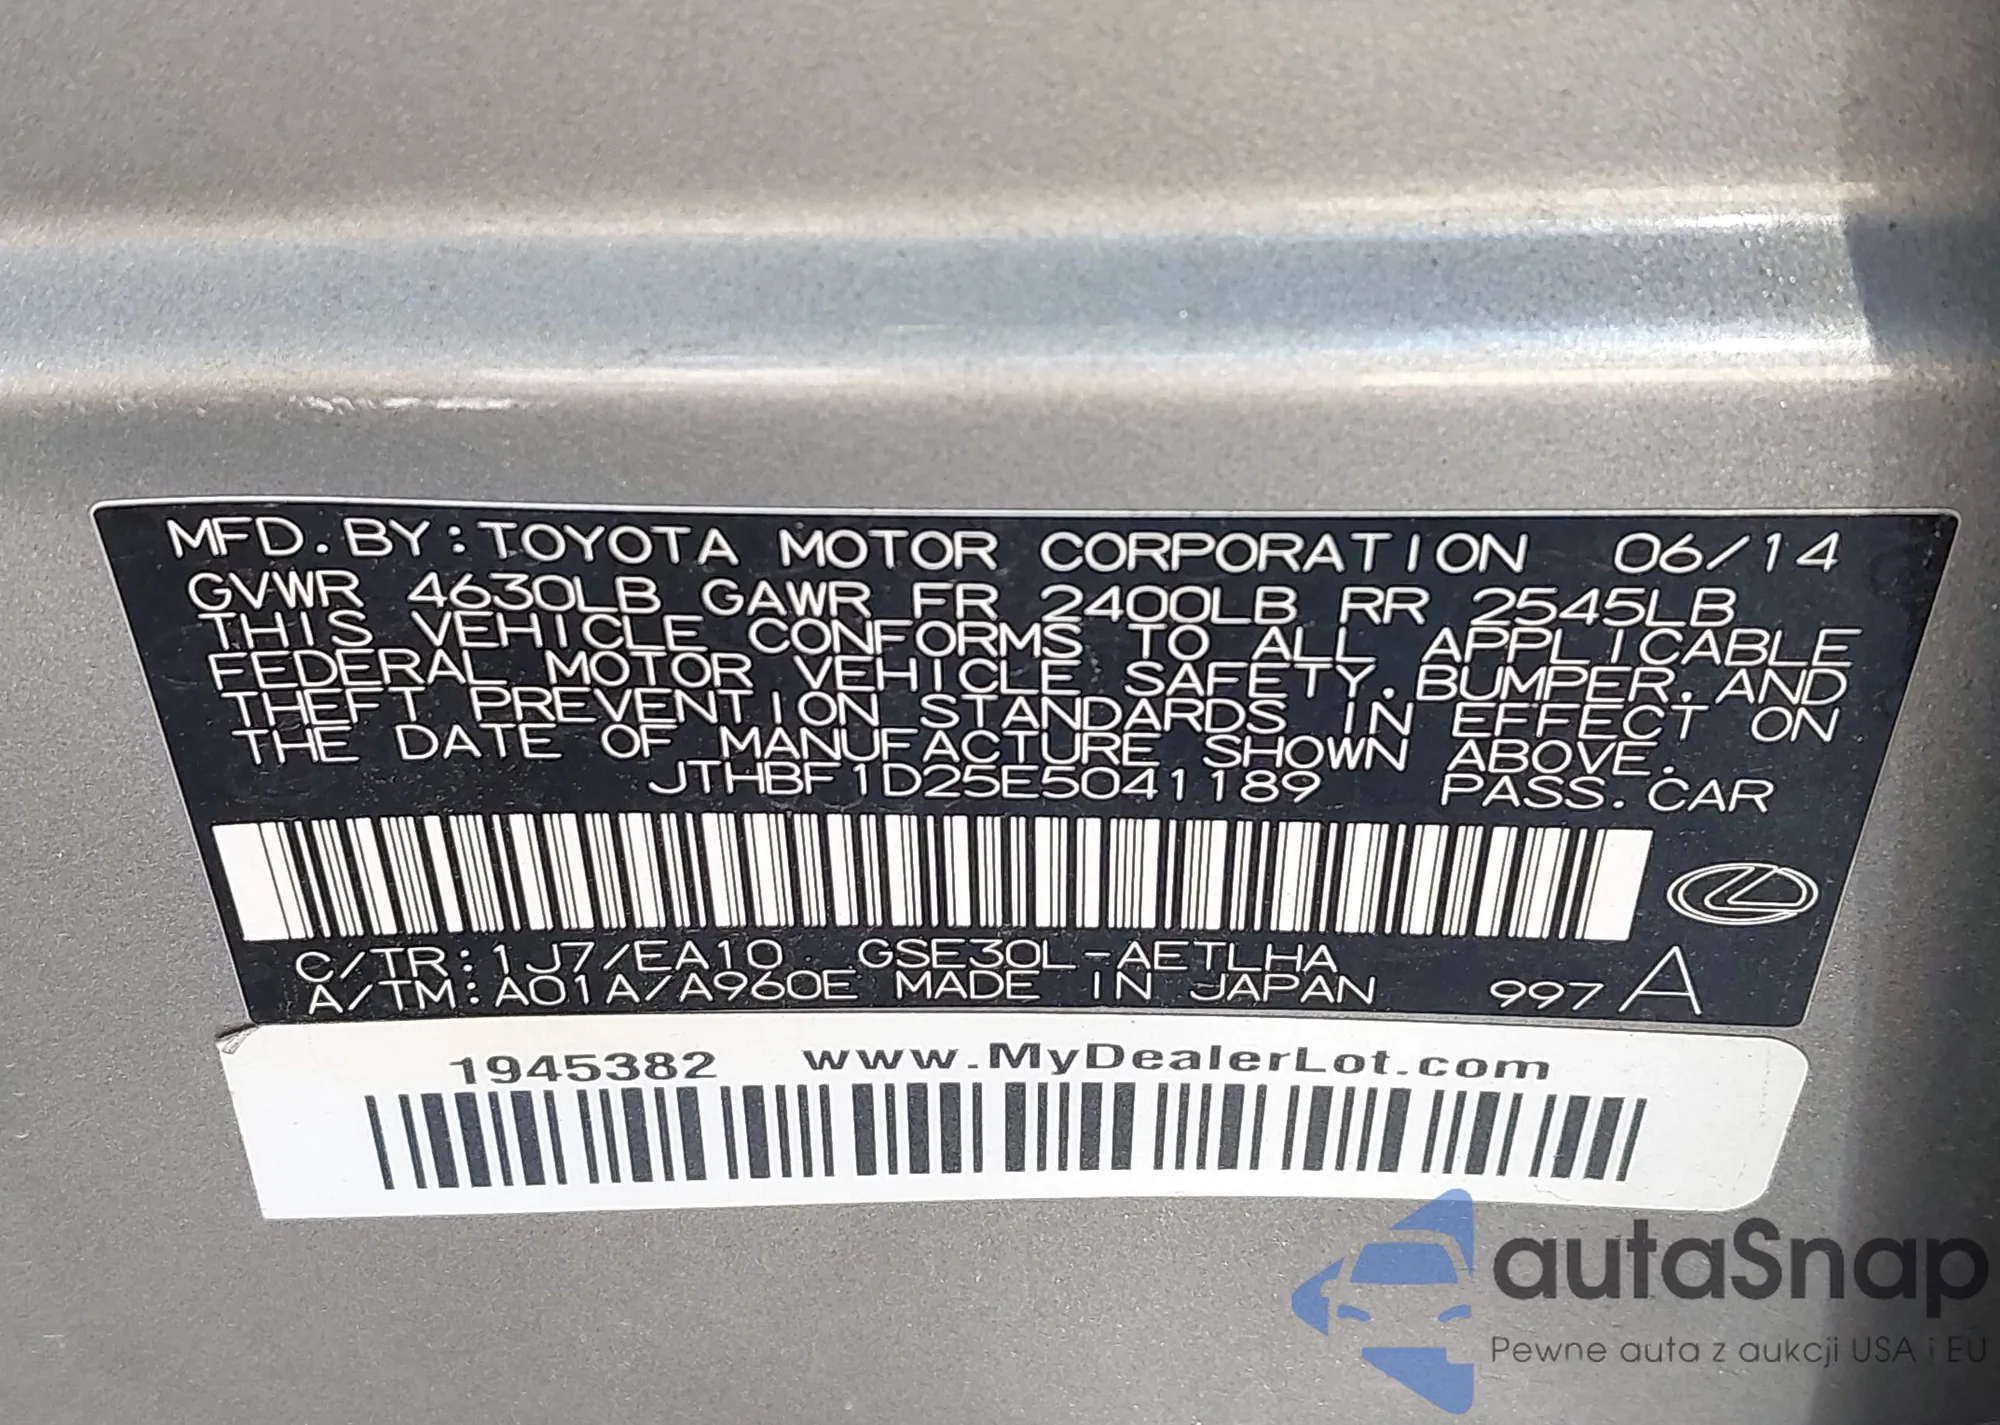 MFD. BY: TOYOTA MOTOR CORPORATION 06/14
GVWR 4630LB GAWR FR 2400LB RR 2545LB
THIS VEHICLE CONFORMS TO ALL APPLICABLE
FEDERAL MOTOR VEHICLE SAFETY, BUMPER, AND
THEFT PREVENTION STANDARDS IN EFFECT ON
THE DATE OF MANUFACTURE SHOWN ABOVE.
JTHBF1D25E5041189 PASS. CAR
C/TR: 1J7/EA10 GSE30L-AETLHA
A/TM: A01A/A960E MADE IN JAPAN 997 A
1945382 www.MyDealerLot.com
autaSnap
Pewne auta z aukcji USA i EU